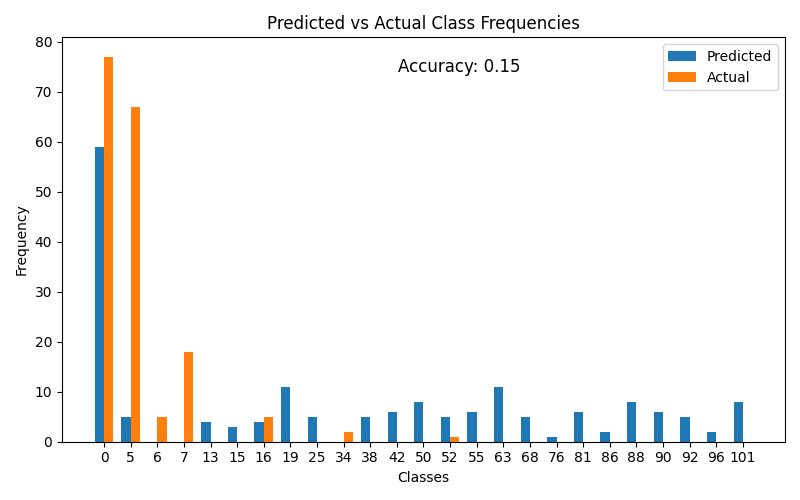 Predicted vs Actual Class Frequencies
Accuracy: 0.15
Predicted
Actual
80
70
60
50
40
30
20
10
0
Frequency
0 5 6 7 13 15 16 19 25 34 38 42 50 52 55 63 68 76 81 86 88 90 92 96 101
Classes